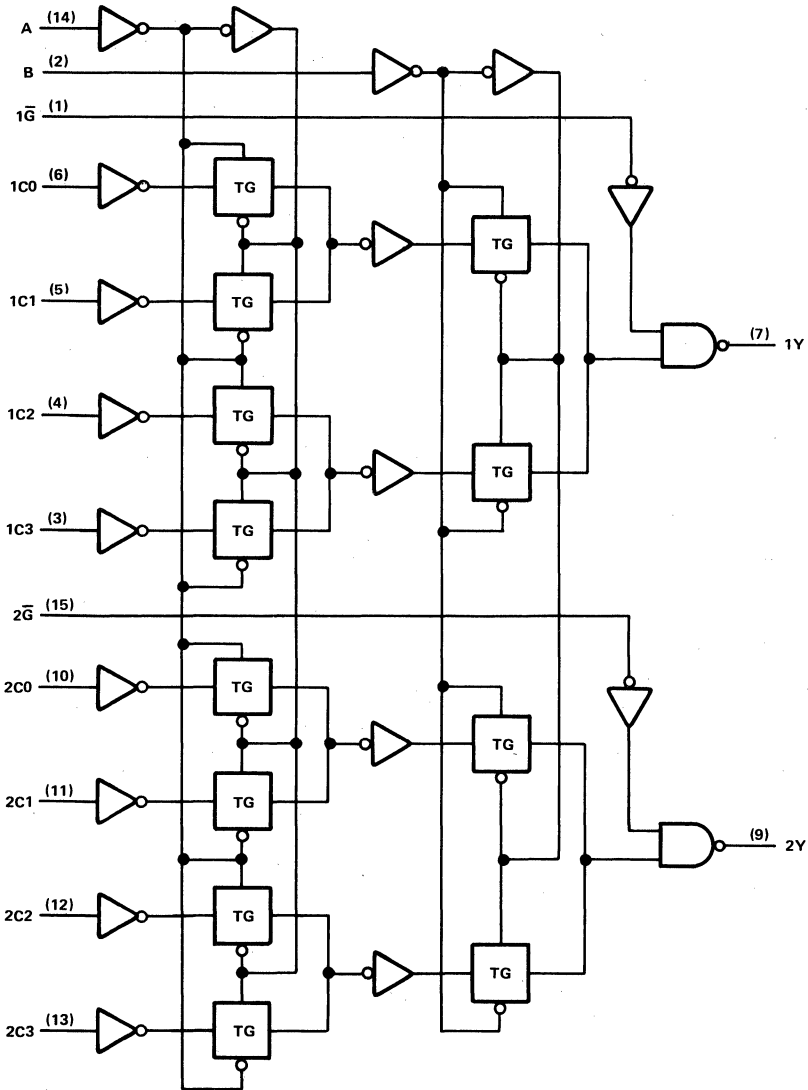 A (14)
B (2)
1G̅ (1)
1C0 (6)
TG
TG
1C1 (5)
TG
(7) 1Y
1C2 (4)
TG
TG
1C3 (3)
TG
2G̅ (15)
2C0 (10)
TG
TG
2C1 (11)
TG
(9) 2Y
2C2 (12)
TG
TG
2C3 (13)
TG